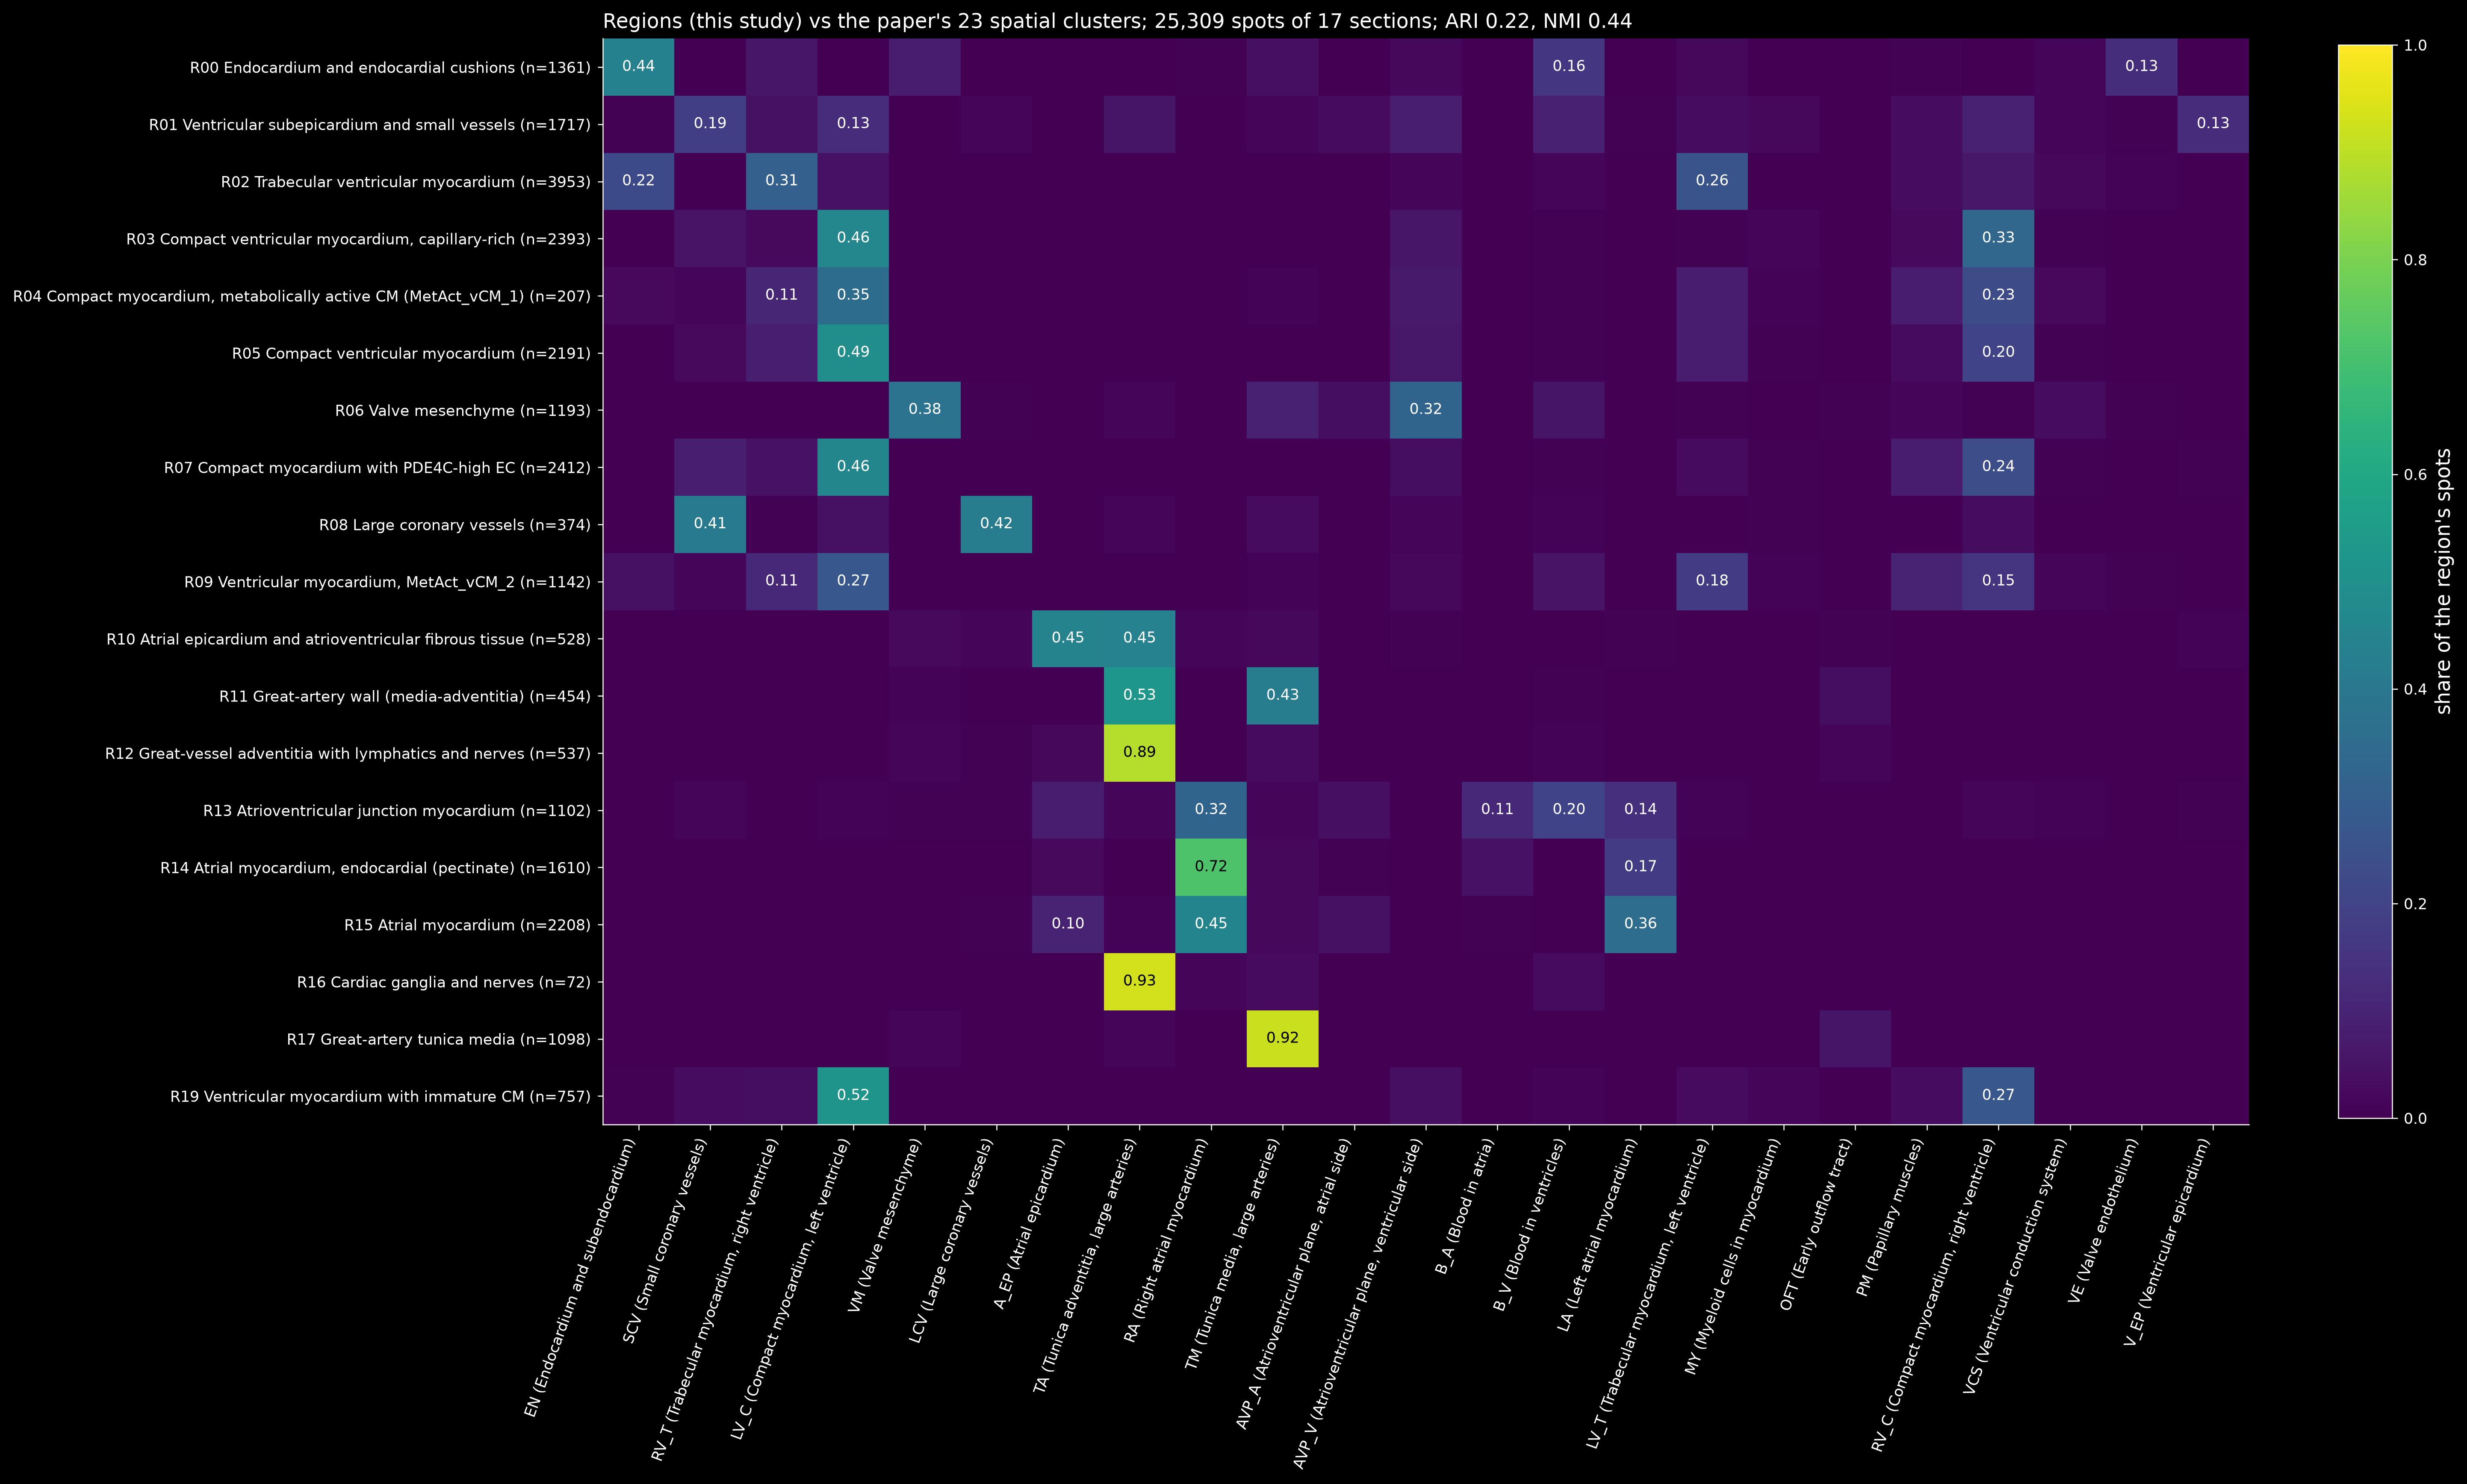 Regions (this study) vs the paper's 23 spatial clusters; 25,309 spots of 17 sections; ARI 0.22, NMI 0.44
R00 Endocardium and endocardial cushions (n=1361) 0.44 0.16 0.13
R01 Ventricular subepicardium and small vessels (n=1717) 0.19 0.13 0.13
R02 Trabecular ventricular myocardium (n=3953) 0.22 0.31 0.26
R03 Compact ventricular myocardium, capillary-rich (n=2393) 0.46 0.33
R04 Compact myocardium, metabolically active CM (MetAct_vCM_1) (n=207) 0.11 0.35 0.23
R05 Compact ventricular myocardium (n=2191) 0.49 0.20
R06 Valve mesenchyme (n=1193) 0.38 0.32
R07 Compact myocardium with PDE4C-high EC (n=2412) 0.46 0.24
R08 Large coronary vessels (n=374) 0.41 0.42
R09 Ventricular myocardium, MetAct_vCM_2 (n=1142) 0.11 0.27 0.18 0.15
R10 Atrial epicardium and atrioventricular fibrous tissue (n=528) 0.45 0.45
R11 Great-artery wall (media-adventitia) (n=454) 0.53 0.43
R12 Great-vessel adventitia with lymphatics and nerves (n=537) 0.89
R13 Atrioventricular junction myocardium (n=1102) 0.32 0.11 0.20 0.14
R14 Atrial myocardium, endocardial (pectinate) (n=1610) 0.72 0.17
R15 Atrial myocardium (n=2208) 0.10 0.45 0.36
R16 Cardiac ganglia and nerves (n=72) 0.93
R17 Great-artery tunica media (n=1098) 0.92
R19 Ventricular myocardium with immature CM (n=757) 0.52 0.27
EN (Endocardium and subendocardium)
SCV (Small coronary vessels)
RV_T (Trabecular myocardium, right ventricle)
LV_C (Compact myocardium, left ventricle)
VM (Valve mesenchyme)
LCV (Large coronary vessels)
A_EP (Atrial epicardium)
TA (Tunica adventitia, large arteries)
RA (Right atrial myocardium)
TM (Tunica media, large arteries)
AVP_A (Atrioventricular plane, atrial side)
AVP_V (Atrioventricular plane, ventricular side)
B_A (Blood in atria)
B_V (Blood in ventricles)
LA (Left atrial myocardium)
LV_T (Trabecular myocardium, left ventricle)
MY (Myeloid cells in myocardium)
OFT (Early outflow tract)
PM (Papillary muscles)
RV_C (Compact myocardium, right ventricle)
VCS (Ventricular conduction system)
VE (Valve endothelium)
V_EP (Ventricular epicardium)
1.0
0.8
0.6
0.4
0.2
0.0
share of the region's spots